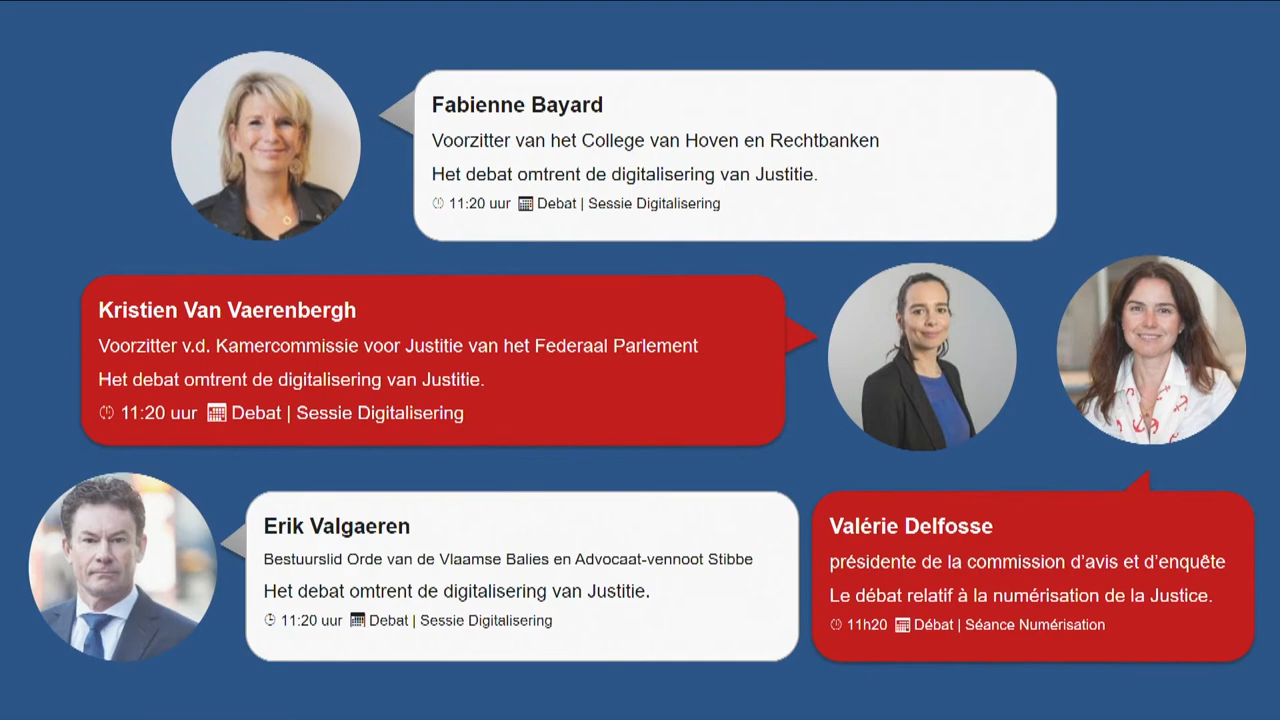 Fabienne Bayard
Voorzitter van het College van Hoven en Rechtbanken
Het debat omtrent de digitalisering van Justitie.
11:20 uur Debat | Sessie Digitalisering
Kristien Van Vaerenbergh
Voorzitter v.d. Kamercommissie voor Justitie van het Federaal Parlement
Het debat omtrent de digitalisering van Justitie.
11:20 uur Debat | Sessie Digitalisering
Erik Valgaeren
Bestuurslid Orde van de Vlaamse Balies en Advocaat-vennoot Stibbe
Het debat omtrent de digitalisering van Justitie.
11:20 uur Debat | Sessie Digitalisering
Valérie Delfosse
présidente de la commission d'avis et d'enquête
Le débat relatif à la numérisation de la Justice.
11h20 Débat | Séance Numérisation